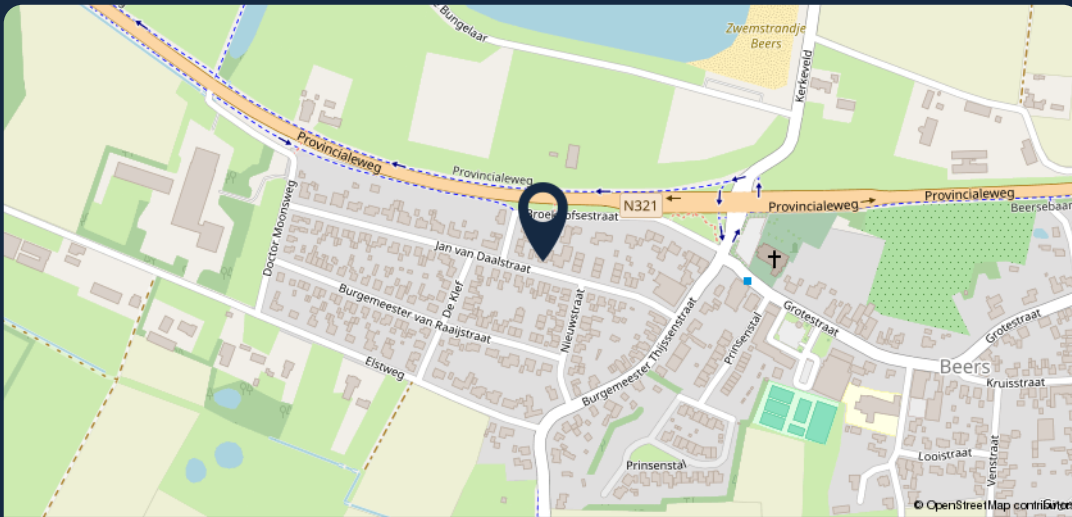 Bungelaar
Zwemstrandje
Beers
Kerkeveld
Provincialeweg
Provincialeweg
Provincialeweg
Provincialeweg
N321
Beersebaan
Doctor Moonsweg
Jan van Daalstraat
De Klef
Burgemeester van Raaijstraat
Nieuwstraat
Elstweg
Burgemeester Thijssenstraat
Prinsenstal
Grotestraat
Grotestraat
Beers
Kruisstraat
Prinsenstal
Looistraat
Venstraat
© OpenStreetMap contributors